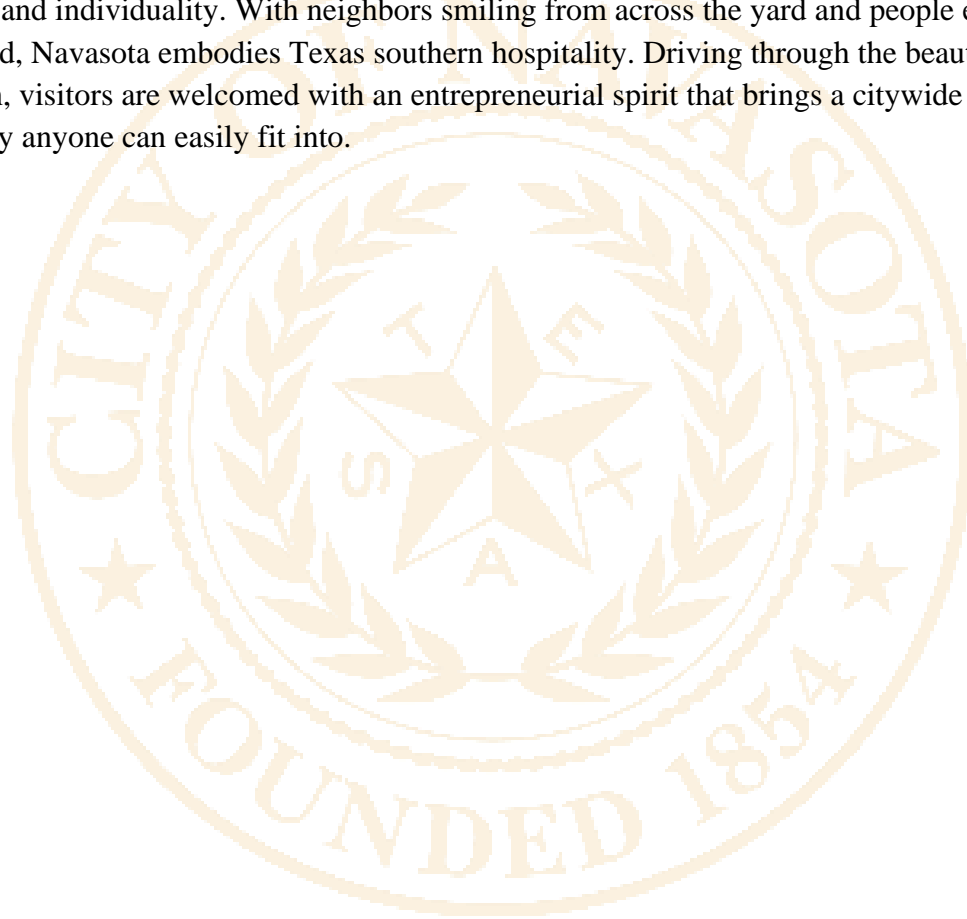 and individuality. With neighbors smiling from across the yard and people
d, Navasota embodies Texas southern hospitality. Driving through the
, visitors are welcomed with an entrepreneurial spirit that brings a citywide
y anyone can easily fit into.
CITY OF NAVASOTA
TEXAS
FOUNDED 1854